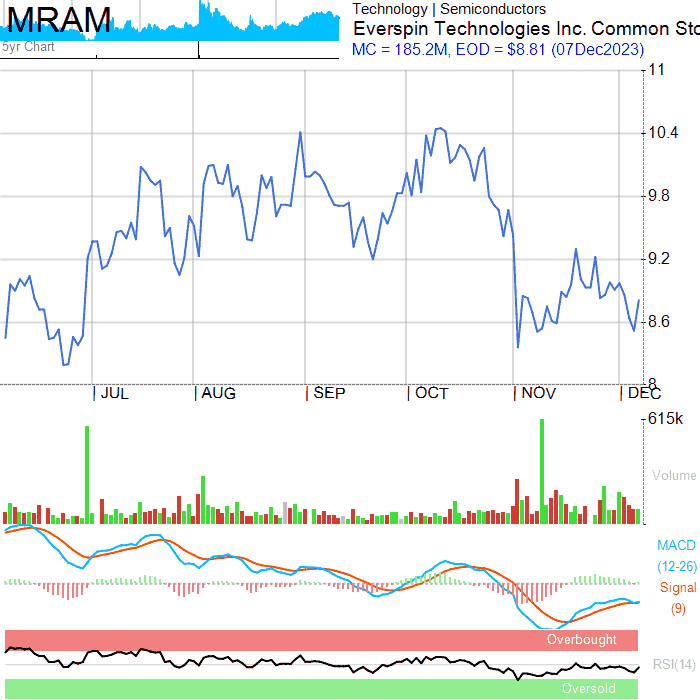 MRAM
5yr Chart
Technology | Semiconductors
Everspin Technologies Inc. Common Sto
MC = 185.2M, EOD = $8.81 (07Dec2023)
11
10.4
9.8
9.2
8.6
8
JUL AUG SEP OCT NOV DEC
615k
Volume
MACD
(12-26)
Signal
(9)
Overbought
RSI(14)
Oversold